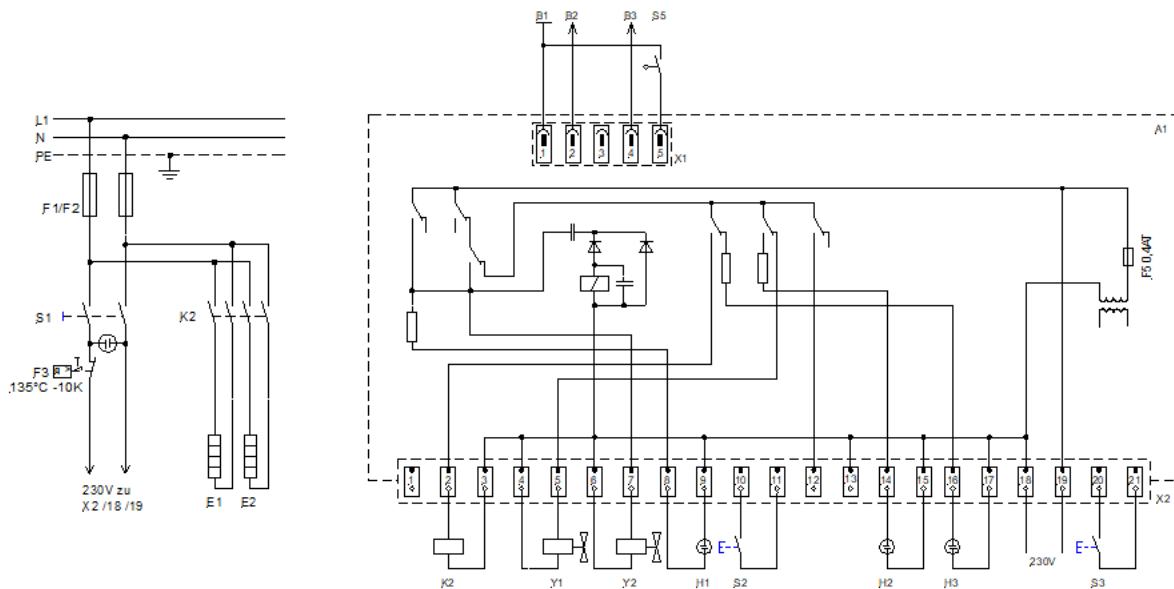 B1 B2 B3 S5
L1
N
PE
A1
1 2 3 4 5
X1
F1/F2
F5 0,4AT
S1
K2
F3
135°C -10K
230V zu
X2 /18 /19
E1 E2
1 2 3 4 5 6 7 8 9 10 11 12 13 14 15 16 17 18 19 20 21
X2
230V
K2 Y1 Y2 H1 S2 H2 H3 S3